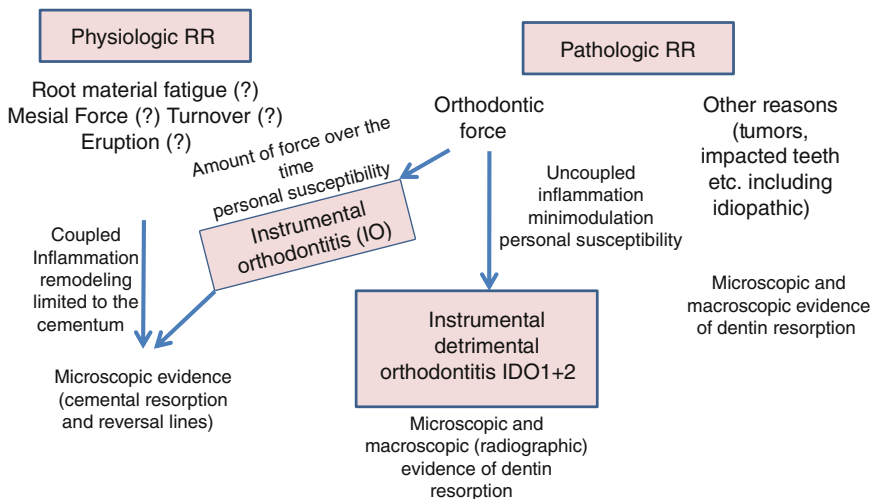 Physiologic RR
Pathologic RR
Root material fatigue (?)
Mesial Force (?) Turnover (?)
Eruption (?)
Amount of force over the
time
personal susceptibility
Instrumental
orthodontitis (IO)
Coupled
Inflammation
remodeling
limited to the
cementum
Microscopic evidence
(cemental resorption
and reversal lines)
Orthodontic
force
Uncoupled
inflammation
minimodulation
personal susceptibility
Instrumental
detrimental
orthodontitis IDO1+2
Microscopic and
macroscopic (radiographic)
evidence of dentin
resorption
Other reasons
(tumors,
impacted teeth
etc. including
idiopathic)
Microscopic and
macroscopic evidence
of dentin resorption